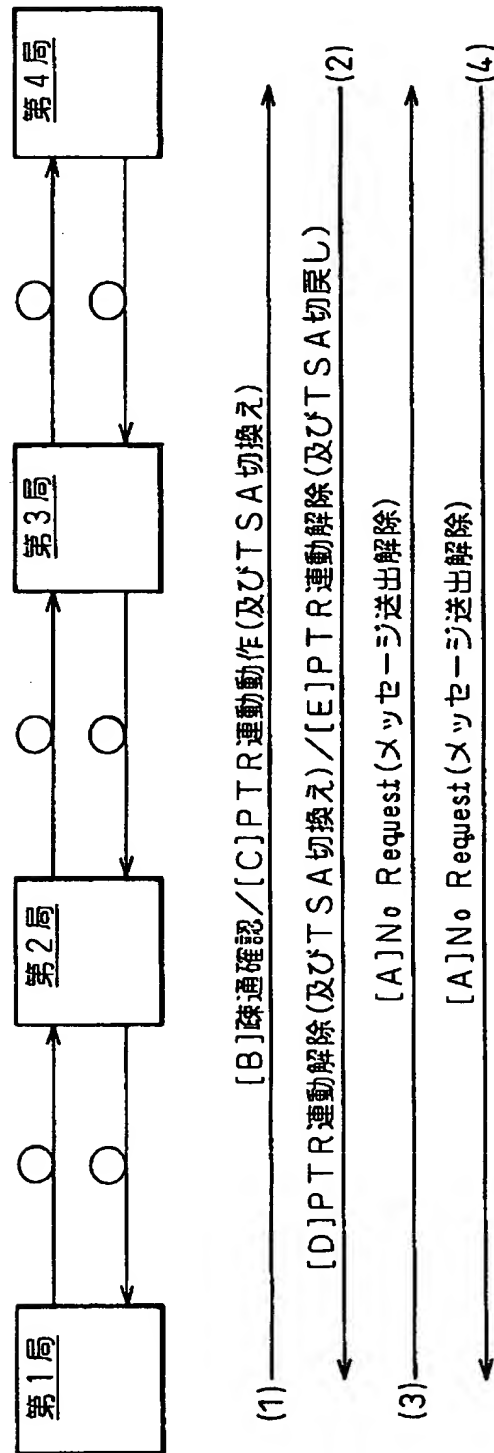 第1局
第2局
第3局
第4局
(1)
[B]疎通確認/[C]PTR連動動作(及びTSA切換え)
[D]PTR連動解除(及びTSA切換え)/[E]PTR連動解除(及びTSA切戻し)
(2)
(3)
[A]No Request(メッセージ送出解除)
[A]No Request(メッセージ送出解除)
(4)